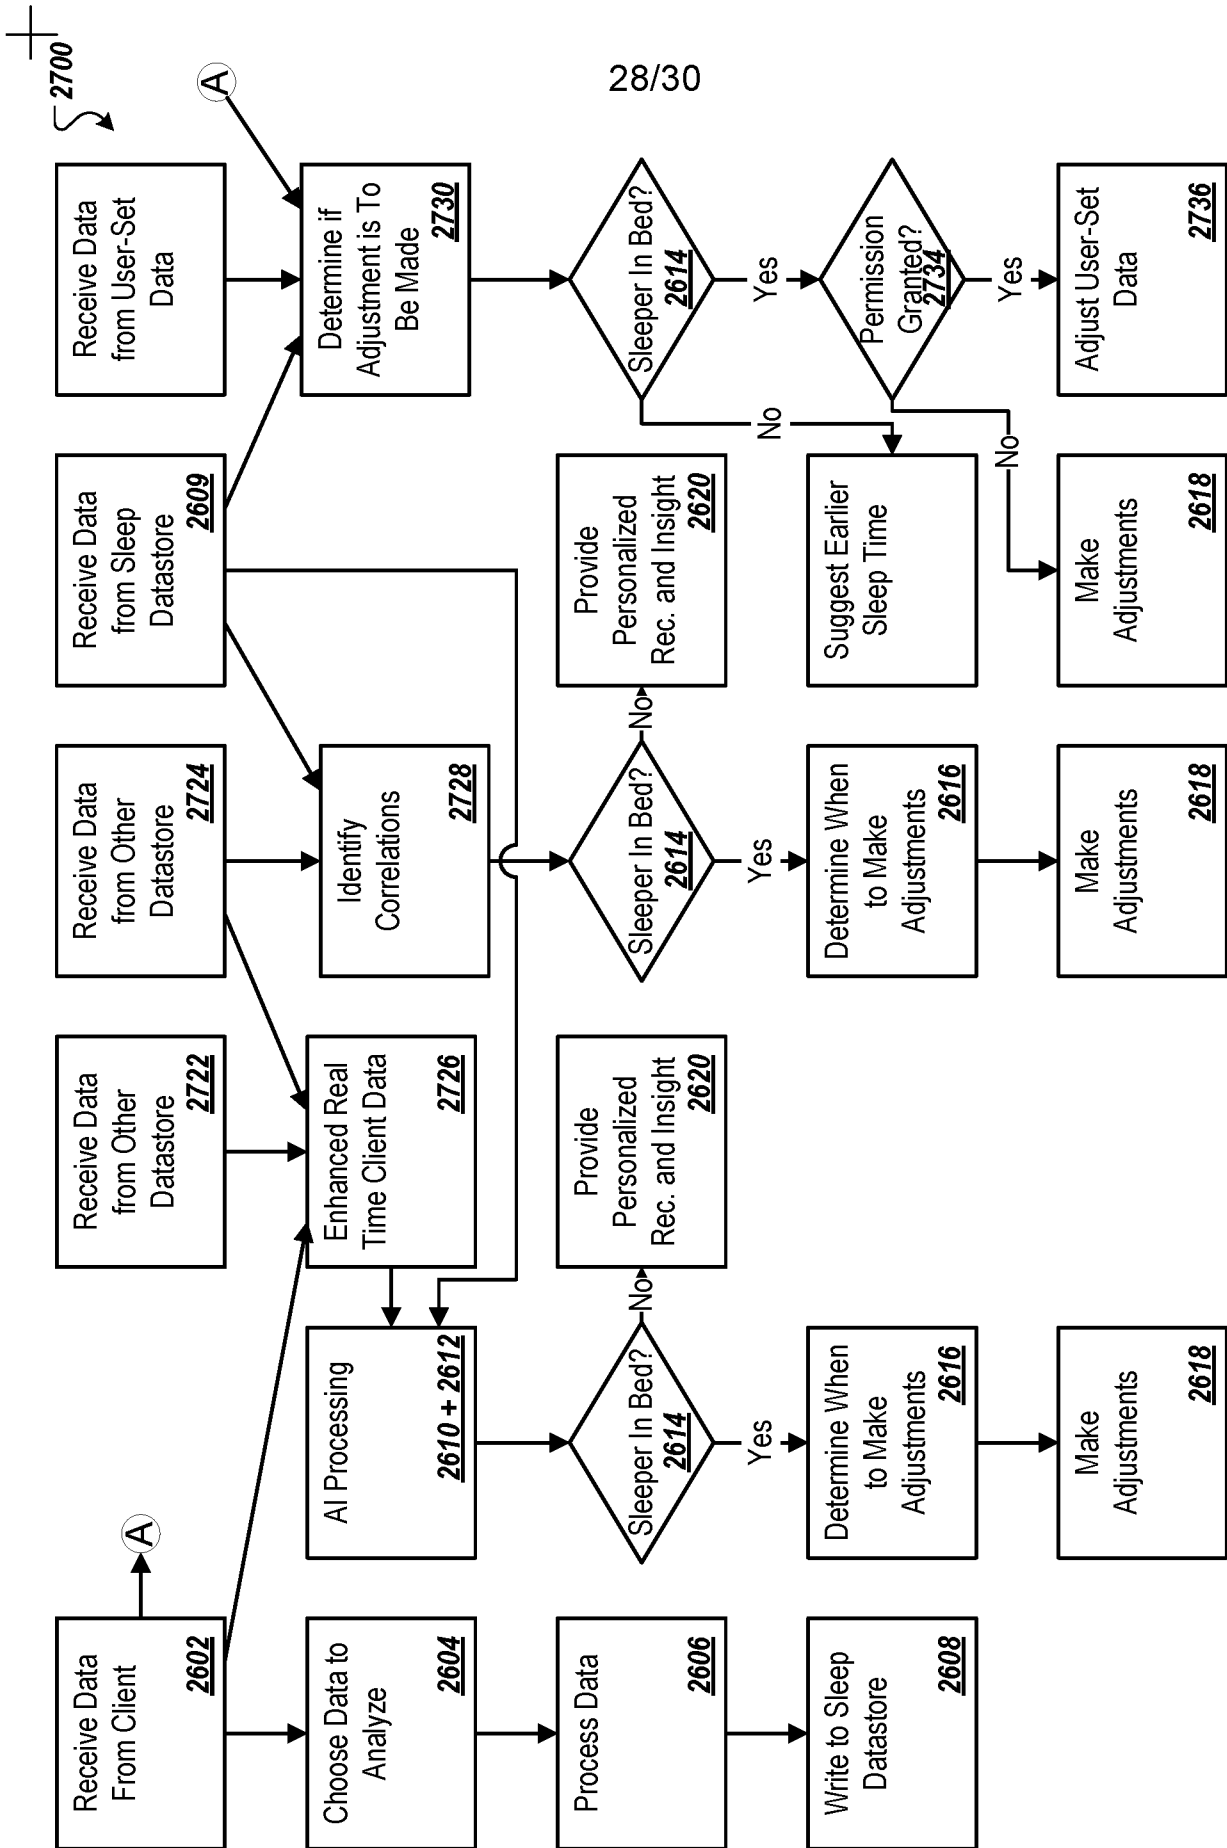 28/30
2700
Receive Data
From Client
2602
A
Receive Data
from Other
Datastore
2722
Receive Data
from Other
Datastore
2724
Receive Data
from Sleep
Datastore
2609
Receive Data
from User-Set
Data
A
Choose Data to
Analyze
2604
AI Processing
2610 + 2612
Enhanced Real
Time Client Data
2726
Identify
Correlations
2728
Determine if
Adjustment is To
Be Made
2730
Process Data
2606
Sleeper In Bed?
2614
No
Provide
Personalized
Rec. and Insight
2620
Sleeper In Bed?
2614
No
Provide
Personalized
Rec. and Insight
2620
Sleeper In Bed?
2614
Yes
Yes
No
Yes
Write to Sleep
Datastore
2608
Determine When
to Make
Adjustments
2616
Determine When
to Make
Adjustments
2616
Suggest Earlier
Sleep Time
Permission
Granted?
2734
No
Yes
Make
Adjustments
2618
Make
Adjustments
2618
Make
Adjustments
2618
Adjust User-Set
Data
2736